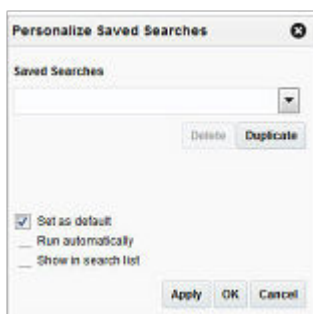 Personalize Saved Searches
Saved Searches
Delete Duplicate
Set as default
Run automatically
Show in search list
Apply OK Cancel